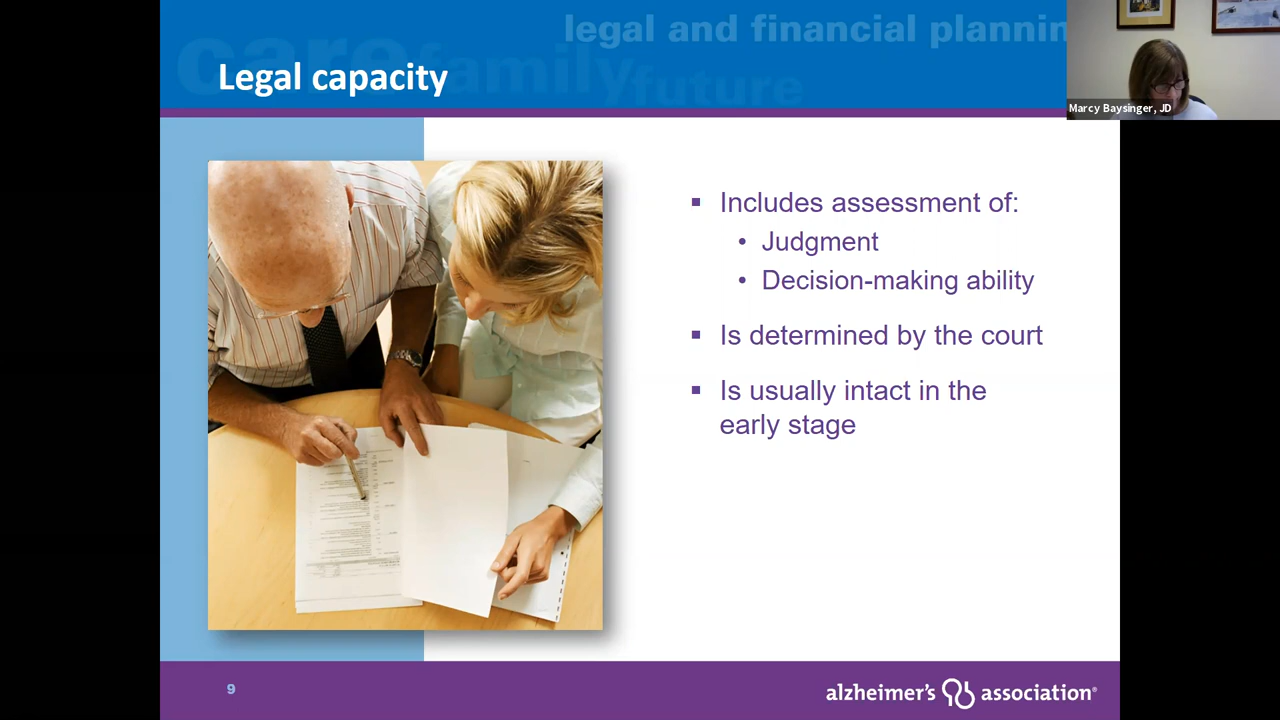 legal and financial plannin
care family future
Legal capacity
Marcy Baysinger, JD
▪ Includes assessment of:
• Judgment
• Decision-making ability
▪ Is determined by the court
▪ Is usually intact in the
early stage
9
alzheimer's association®